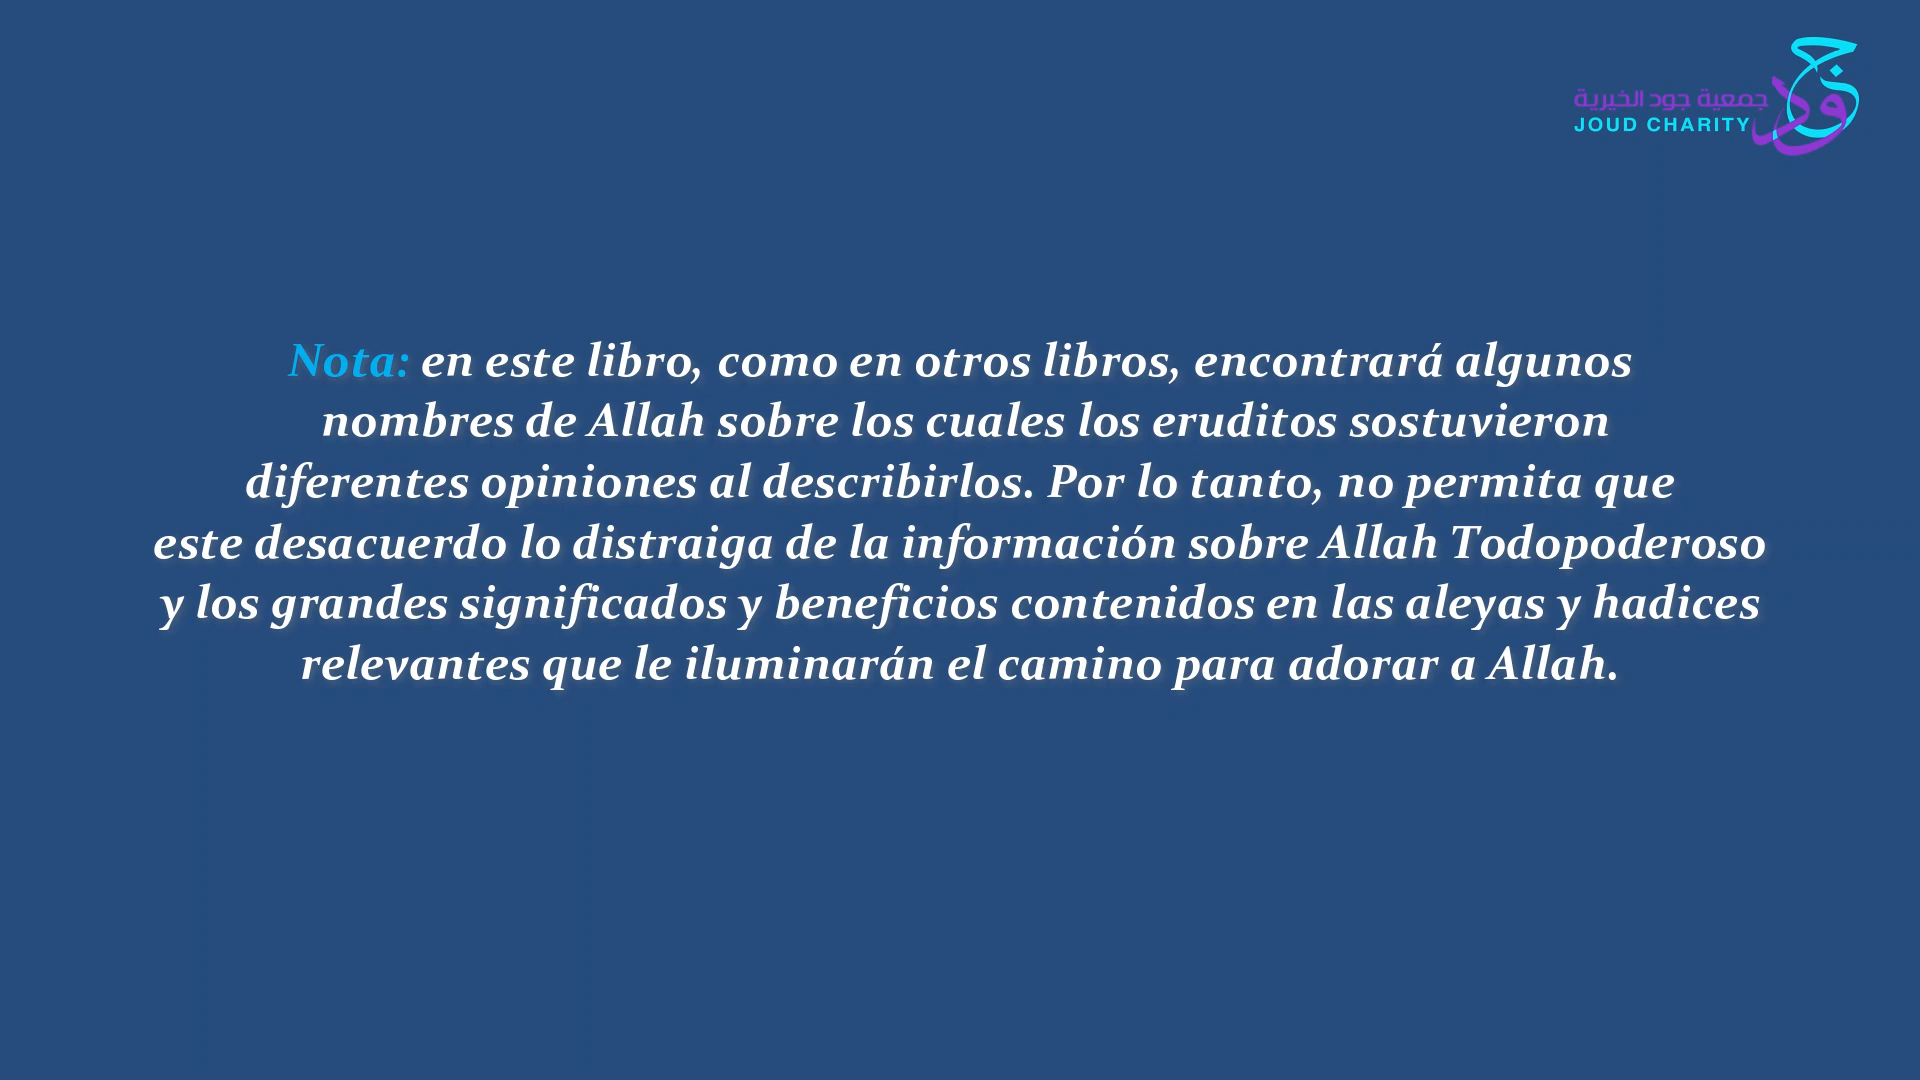 جمعية جود الخيرية
JOUD CHARITY
جود
Nota: en este libro, como en otros libros, encontrará algunos
nombres de Allah sobre los cuales los eruditos sostuvieron
diferentes opiniones al describirlos. Por lo tanto, no permita que
este desacuerdo lo distraiga de la información sobre Allah Todopoderoso
y los grandes significados y beneficios contenidos en las aleyas y hadices
relevantes que le iluminarán el camino para adorar a Allah.